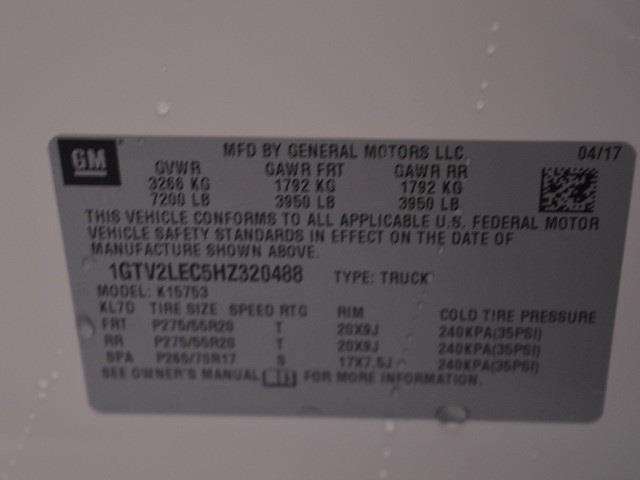 GM MFD BY GENERAL MOTORS LLC 04/17
GVWR GAWR FRT GAWR RR
3266 KG 1792 KG 1792 KG
7200 LB 3950 LB 3950 LB
THIS VEHICLE CONFORMS TO ALL APPLICABLE U.S. FEDERAL MOTOR
VEHICLE SAFETY STANDARDS IN EFFECT ON THE DATE OF
MANUFACTURE SHOWN ABOVE.
1GTV2LEC5HZ320488 TYPE: TRUCK
MODEL: K15753
KL7D TIRE SIZE SPEED RTG RIM COLD TIRE PRESSURE
FRT P275/55R20 T 20X9J 240KPA(35PSI)
RR P275/55R20 T 20X9J 240KPA(35PSI)
SPA P265/70R17 S 17X7.5J 240KPA(35PSI)
SEE OWNER'S MANUAL FOR MORE INFORMATION.